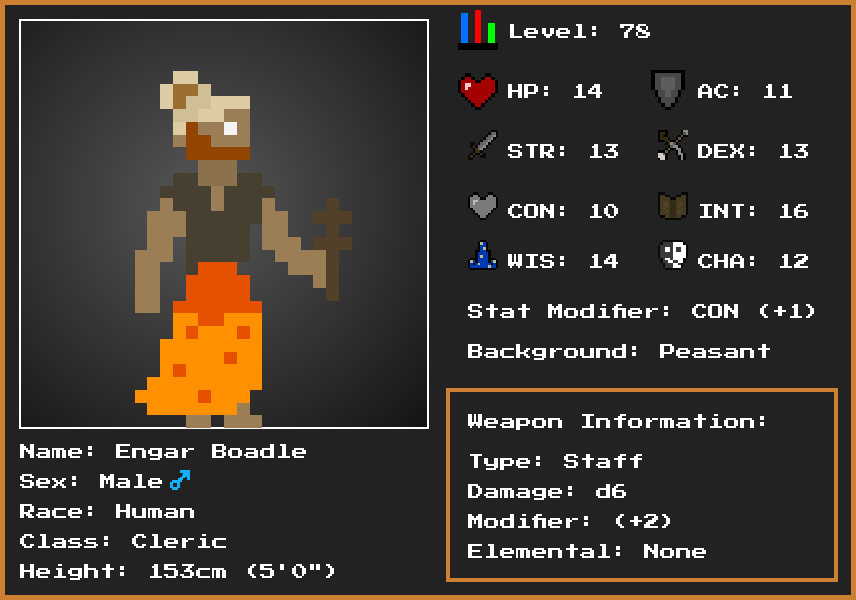 Level: 78
HP: 14
AC: 11
STR: 13
DEX: 13
CON: 10
INT: 16
WIS: 14
CHA: 12
Stat Modifier: CON (+1)
Background: Peasant
Weapon Information:
Type: Staff
Damage: d6
Modifier: (+2)
Elemental: None
Name: Engar Boadle
Sex: Male ♂
Race: Human
Class: Cleric
Height: 153cm (5'0")